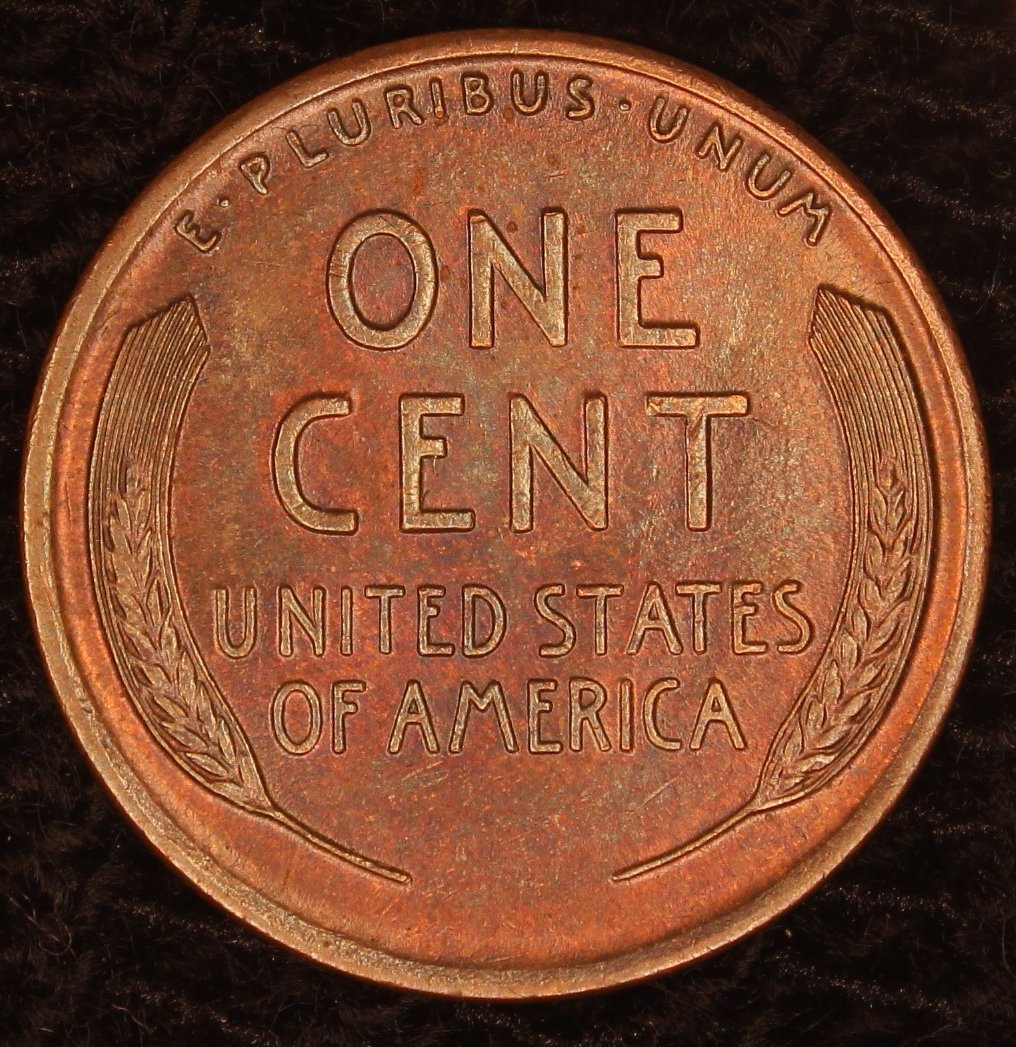 E·PLURIBUS·UNUM
ONE
CENT
UNITED STATES
OF AMERICA